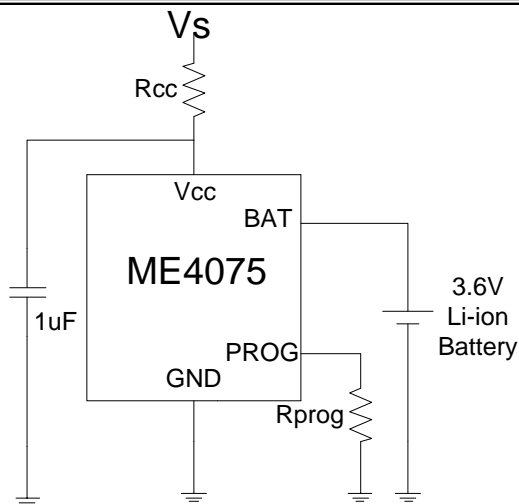 Vs
Rcc
Vcc
BAT
ME4075
1uF
3.6V
Li-ion
Battery
PROG
GND
Rprog